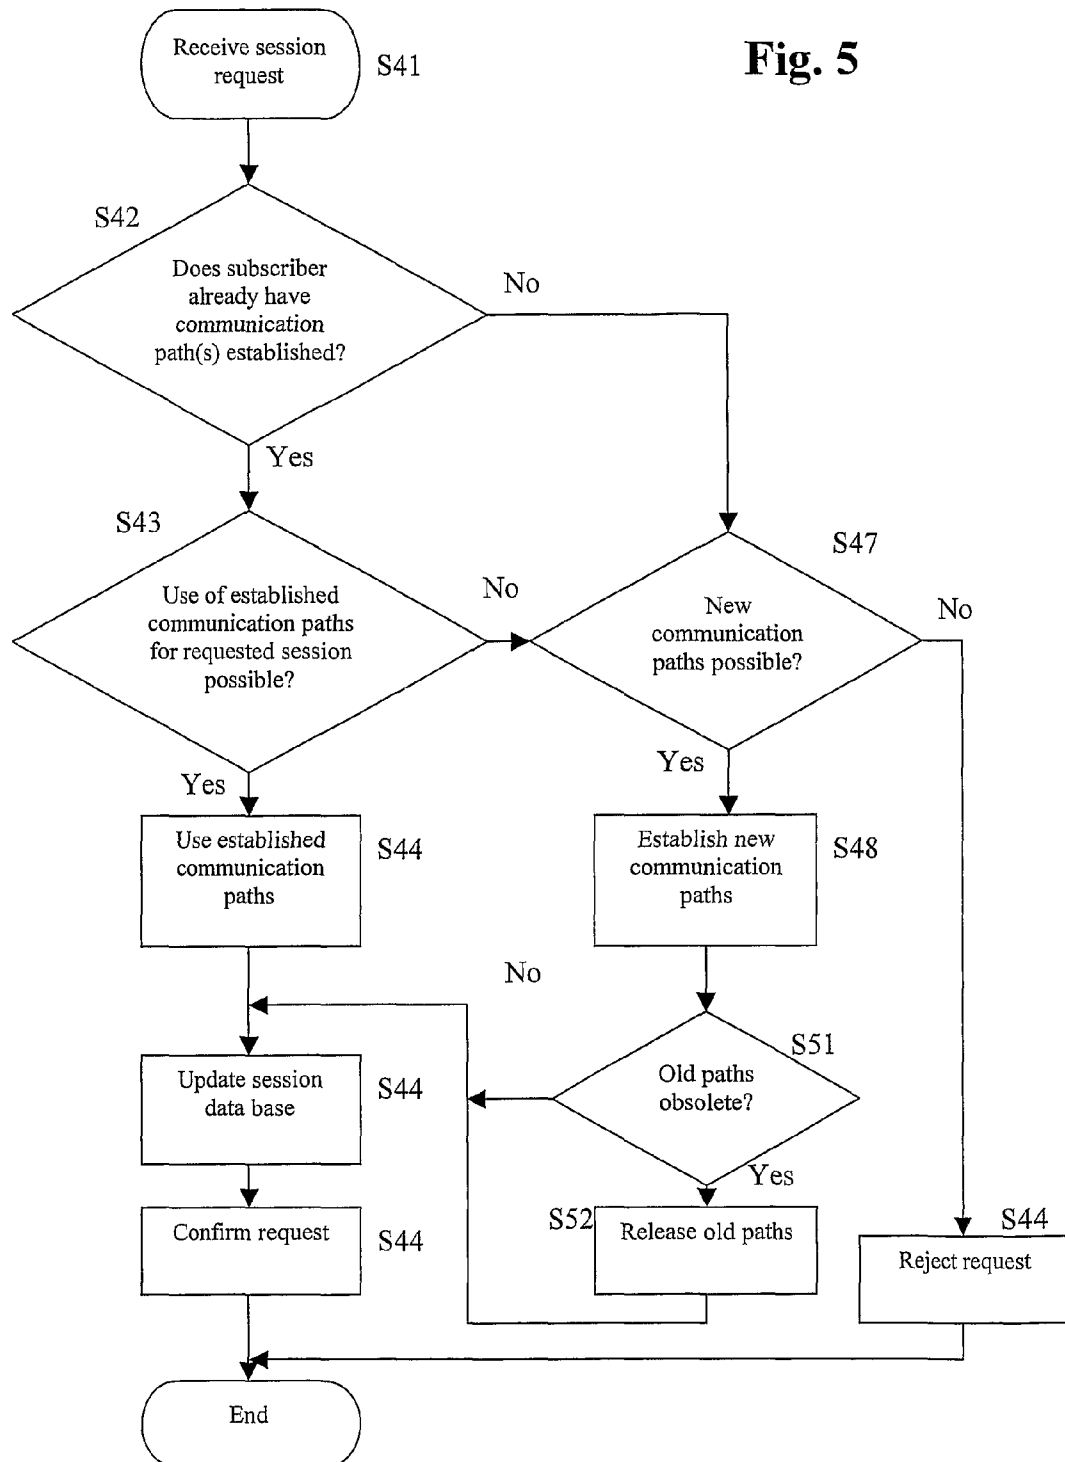 Fig. 5
Receive session
request
S41
S42
Does subscriber
already have
communication
path(s) established?
No
Yes
S43
Use of established
communication paths
for requested session
possible?
No
S47
New
communication
paths possible?
No
Yes
Yes
Use established
communication
paths
S44
Establish new
communication
paths
S48
No
S51
Old paths
obsolete?
Update session
data base
S44
Yes
Confirm request
S44
S52
Release old paths
S44
Reject request
End